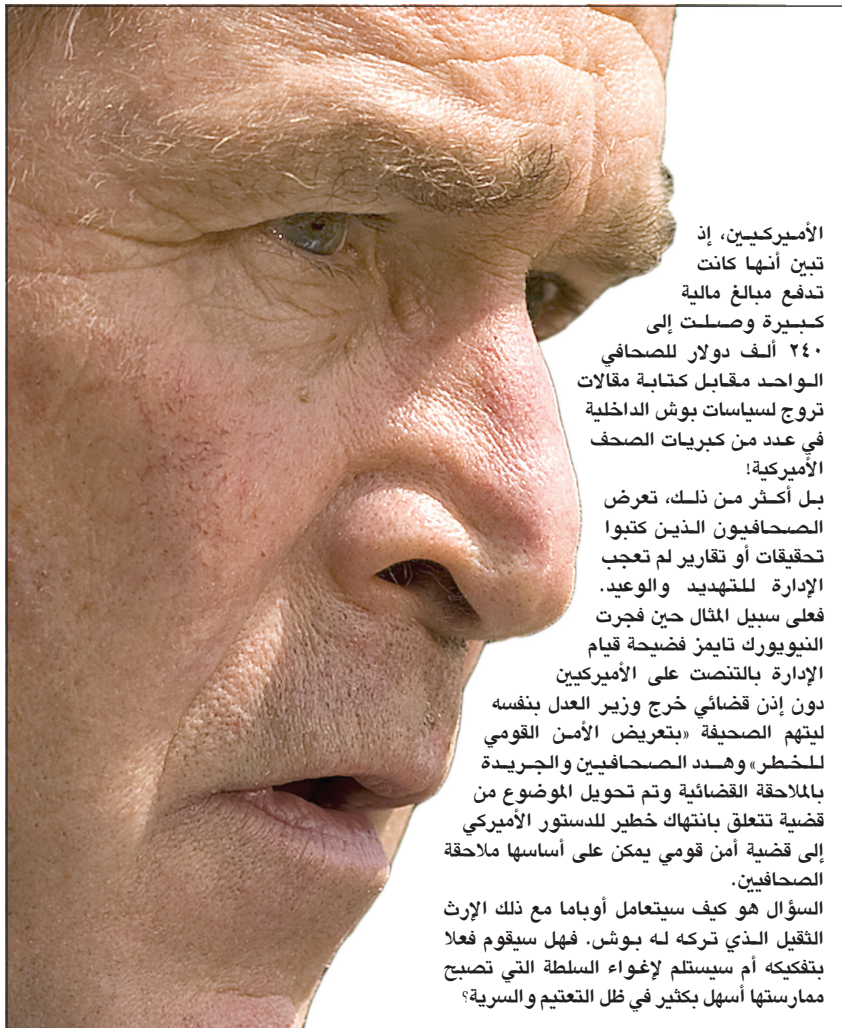 الأميركيين، إذ
تبين أنها كانت
تدفع مبالغ مالية
كبيرة وصلت إلى
٢٤٠ ألف دولار للصحافي
الواحد مقابل كتابة مقالات
تروج لسياسات بوش الداخلية
في عدد من كبريات الصحف
الأميركية!
بل أكثر من ذلك، تعرض
الصحافيون الذين كتبوا
تحقيقات أو تقارير لم تعجب
الإدارة للتهديد والوعيد.
فعلى سبيل المثال حين فجرت
النيويورك تايمز فضيحة قيام
الإدارة بالتنصت على الأميركيين
دون إذن قضائي خرج وزير العدل بنفسه
ليتهم الصحيفة «بتعريض الأمن القومي
للخطر» وهدد الصحافيين والجريدة
بالملاحقة القضائية وتم تحويل الموضوع من
قضية تتعلق بانتهاك خطير للدستور الأميركي
إلى قضية أمن قومي يمكن على أساسها ملاحقة
الصحافيين.
السؤال هو كيف سيتعامل أوباما مع ذلك الإرث
الثقيل الذي تركه له بوش. فهل سيقوم فعلا
بتفكيكه أم سيستلم لإغواء السلطة التي تصبح
ممارستها أسهل بكثير في ظل التعتيم والسرية؟